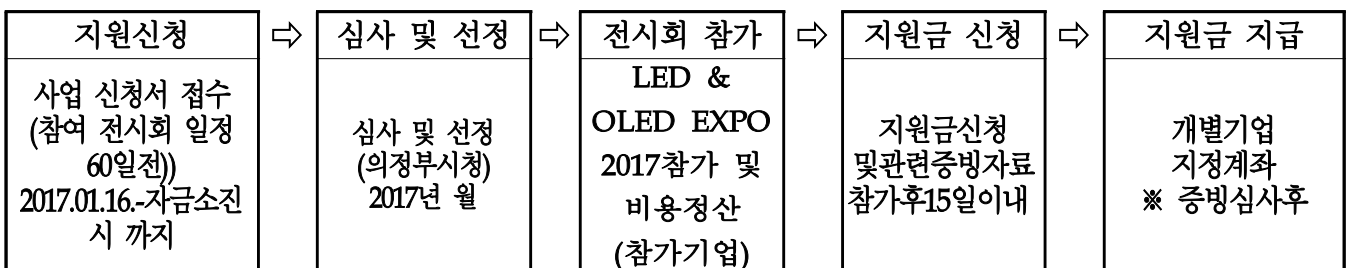 지원신청
⇨
심사 및 선정
⇨
전시회 참가
⇨
지원금 신청
⇨
지원금 지급
사업 신청서 접수
(참여 전시회 일정
60일전))
2017.01.16.-자금소진
시 까지
심사 및 선정
(의정부시청)
2017년 월
LED &
OLED EXPO
2017참가 및
비용정산
(참가기업)
지원금신청
및관련증빙자료
참가후15일이내
개별기업
지정계좌
※ 증빙심사후